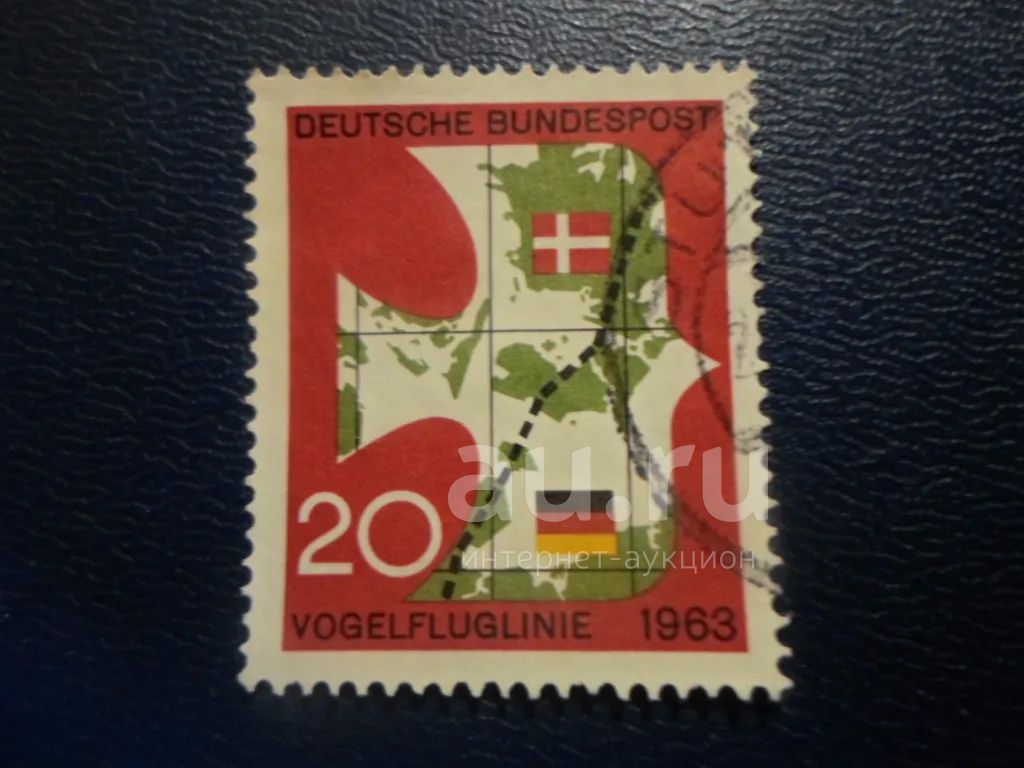 DEUTSCHE BUNDESPOST
au.ru
20
интернет-аукцион
VOGELFLUGLINIE 1963